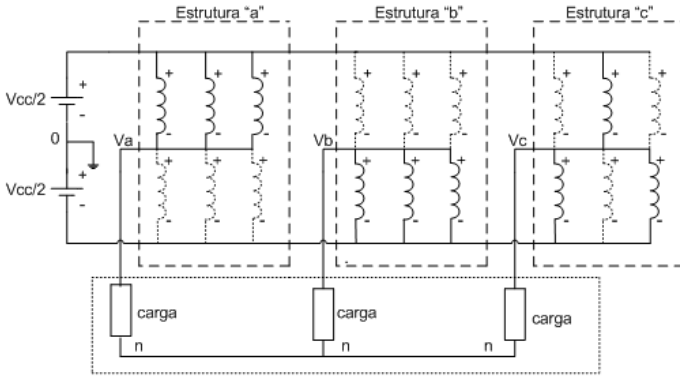 Estrutura “a” Estrutura “b” Estrutura “c”
+ + + + + + + + + +
Vcc/2
- - - - - - - - - -
0 Va Vb Vc
+ + + + + + + + + +
Vcc/2
- - - - - - - - - -
carga carga carga
n n n